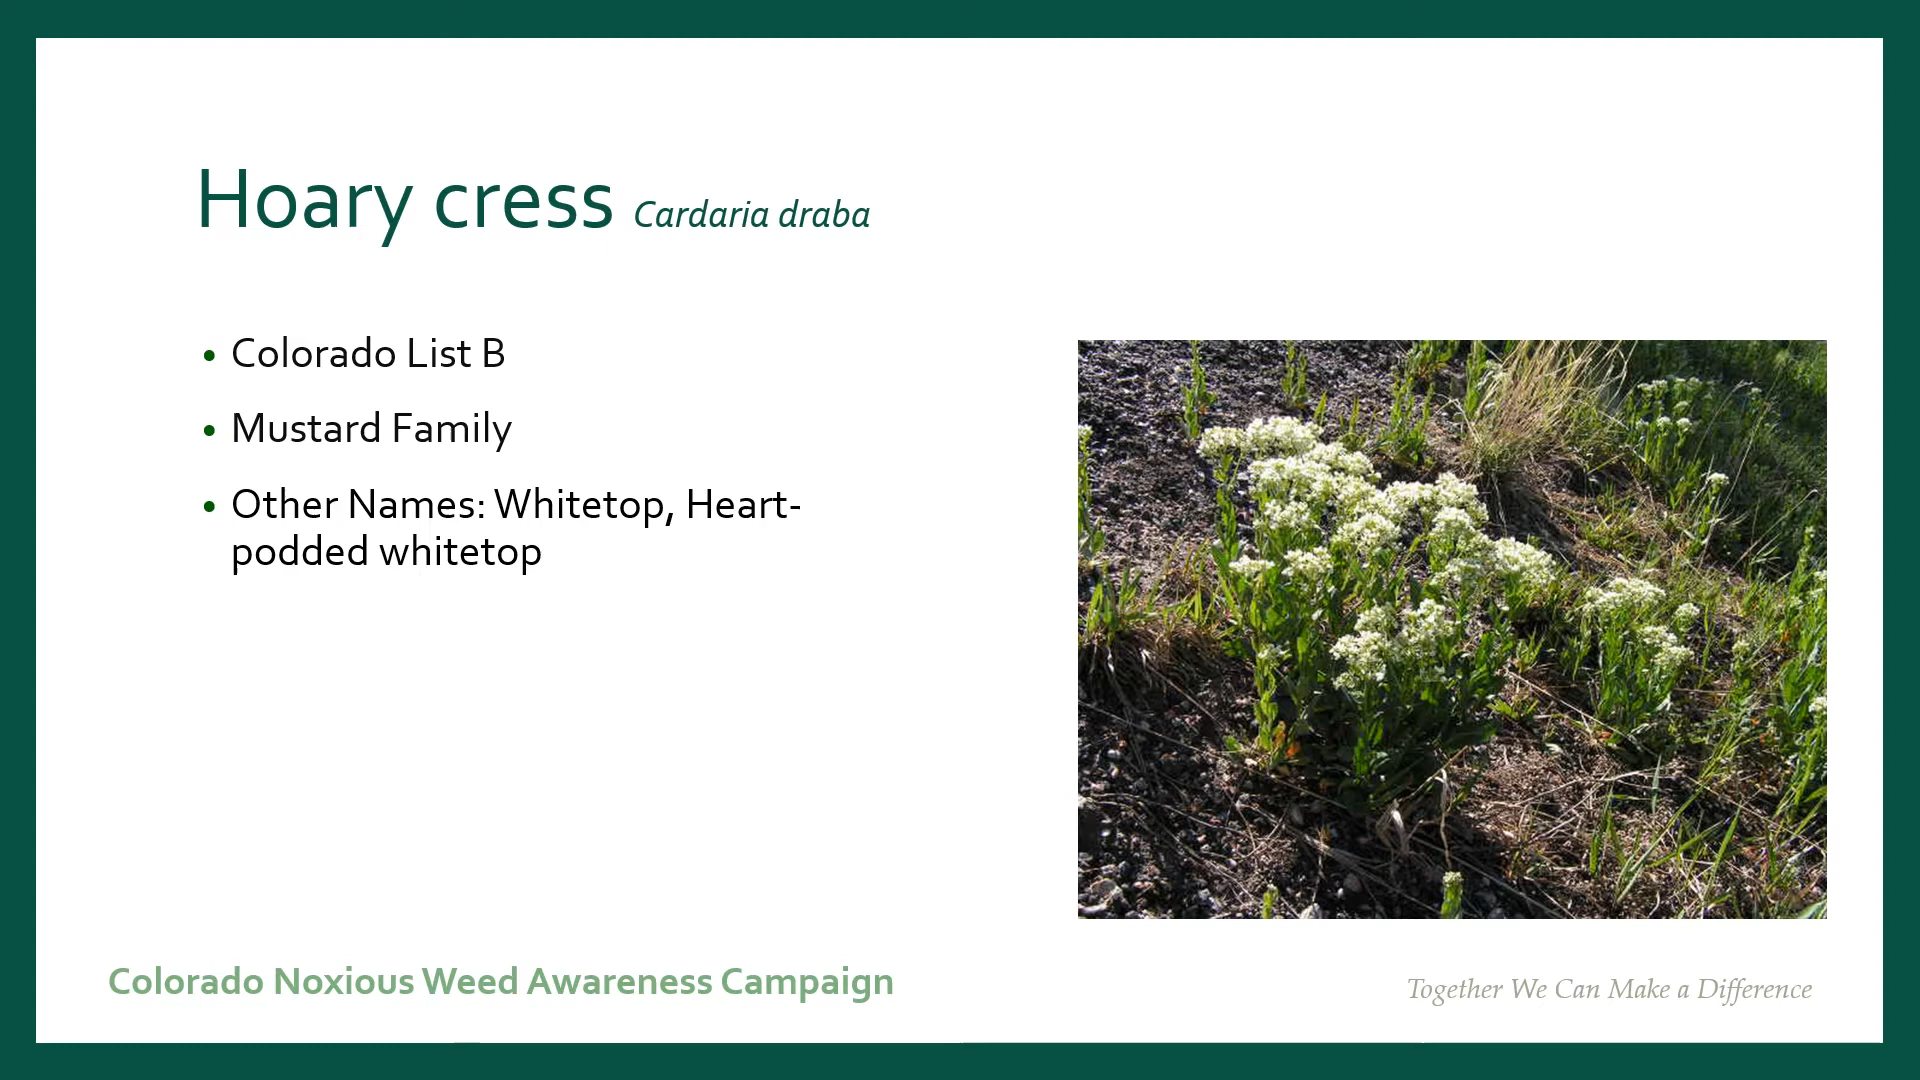 Hoary cress Cardaria draba
• Colorado List B
• Mustard Family
• Other Names: Whitetop, Heart-
podded whitetop
Colorado Noxious Weed Awareness Campaign
Together We Can Make a Difference